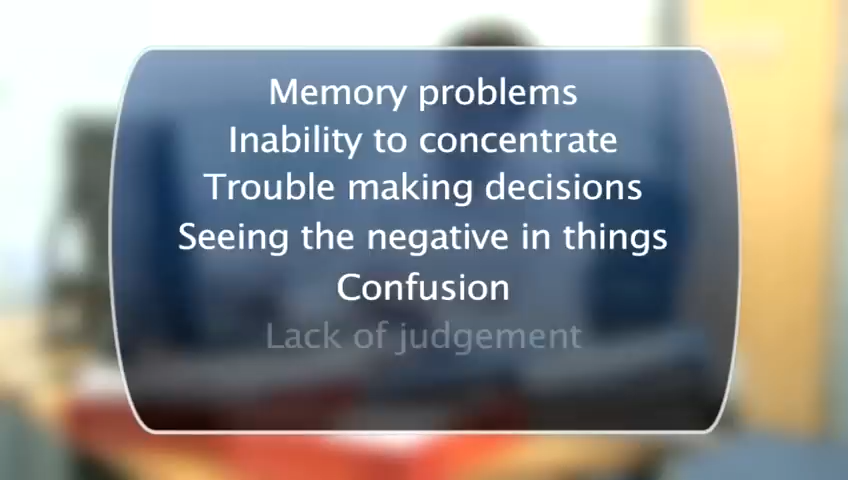 Memory problems
Inability to concentrate
Trouble making decisions
Seeing the negative in things
Confusion
Lack of judgement